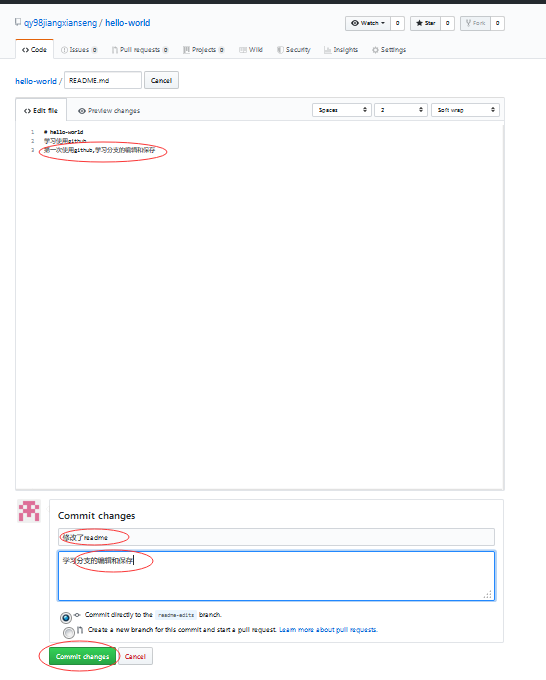 qy98jiangxianseng / hello-world
Watch 0 Star 0 Fork 0
Code Issues 0 Pull requests 0 Projects 0 Wiki Security Insights Settings
hello-world / README.md Cancel
Edit file Preview changes Spaces 2 Soft wrap
1 # hello-world
2 学习使用github
3 第一次使用github,学习分支的编辑和保存
Commit changes
修改了readme
学习分支的编辑和保存
Commit directly to the readme-edits branch.
Create a new branch for this commit and start a pull request. Learn more about pull requests.
Commit changes Cancel